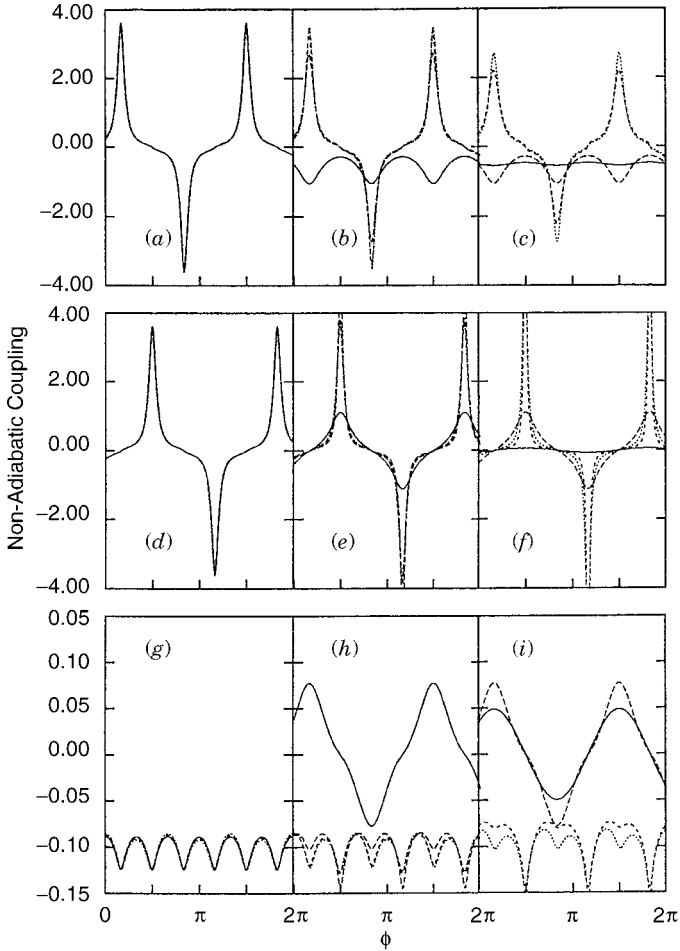 4.00
2.00
0.00
−2.00
−4.00
(a)
(b)
(c)
4.00
2.00
0.00
−2.00
−4.00
(d)
(e)
(f)
Non-Adiabatic Coupling
0.05
0.10
0.05
0.00
−0.05
−0.10
−0.15
(g)
(h)
(i)
0 π 2π π 2π π 2π
ϕ